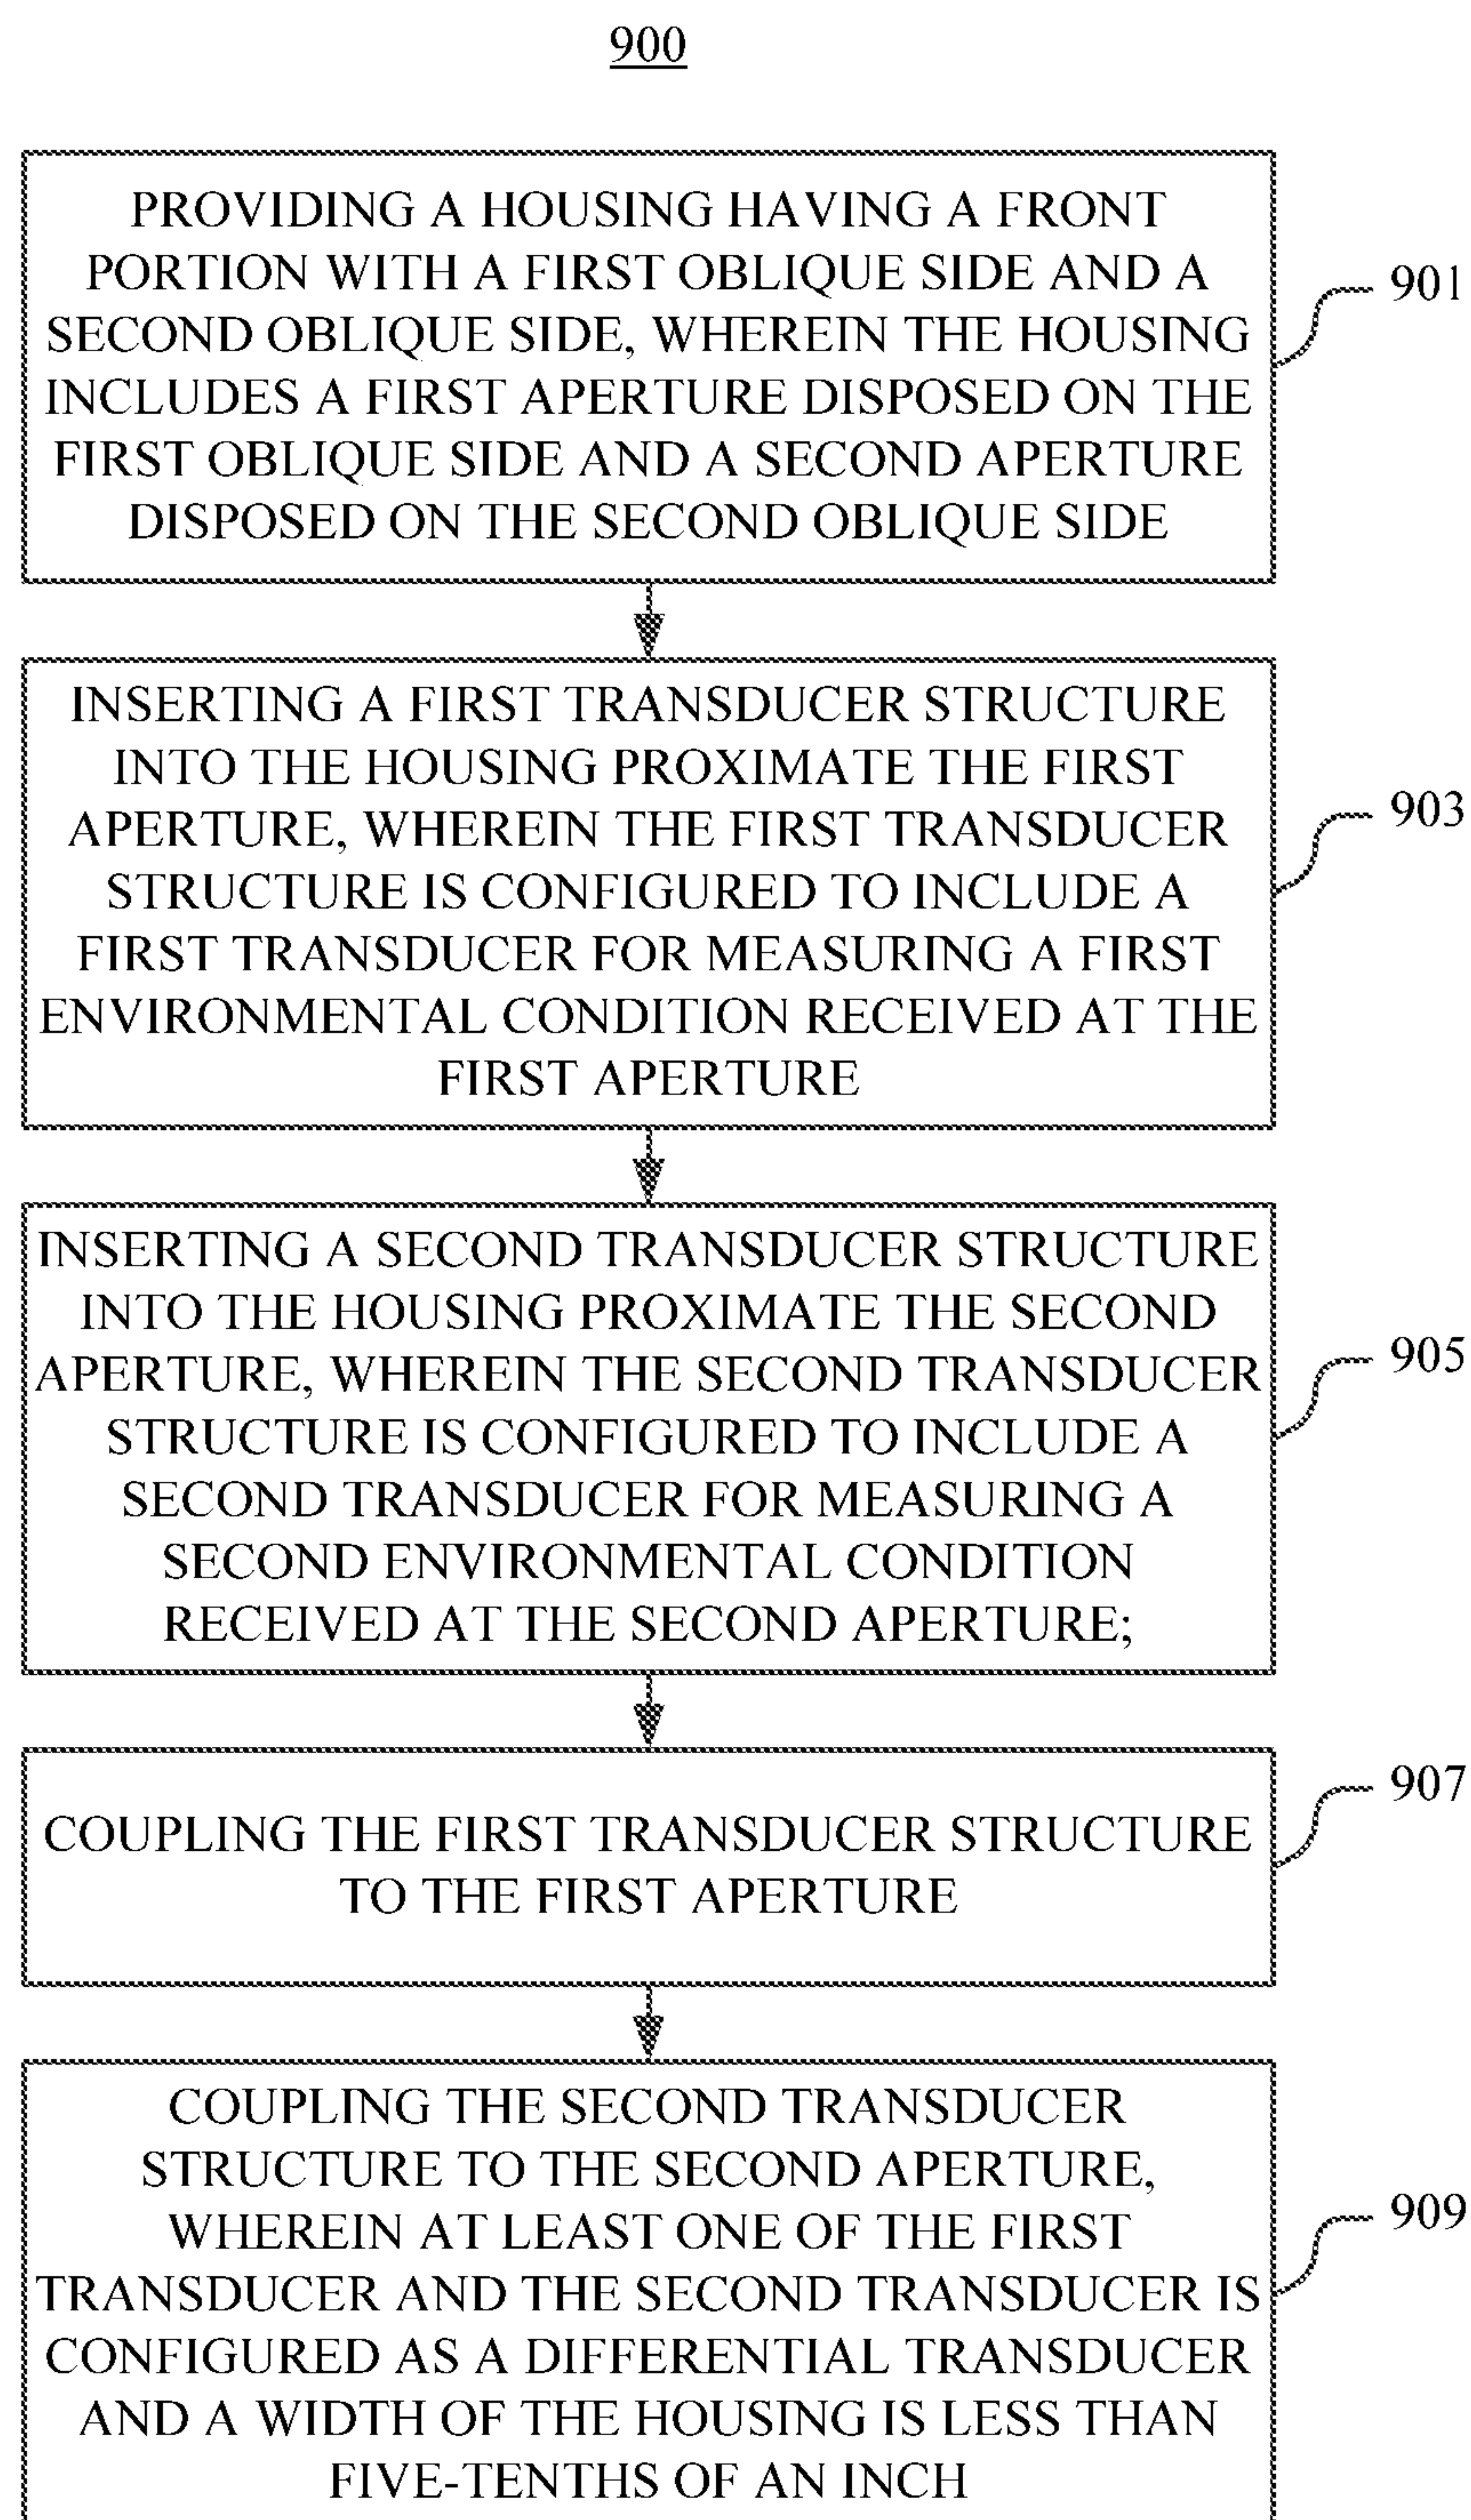 900
PROVIDING A HOUSING HAVING A FRONT
PORTION WITH A FIRST OBLIQUE SIDE AND A
SECOND OBLIQUE SIDE, WHEREIN THE HOUSING
INCLUDES A FIRST APERTURE DISPOSED ON THE
FIRST OBLIQUE SIDE AND A SECOND APERTURE
DISPOSED ON THE SECOND OBLIQUE SIDE
901
INSERTING A FIRST TRANSDUCER STRUCTURE
INTO THE HOUSING PROXIMATE THE FIRST
APERTURE, WHEREIN THE FIRST TRANSDUCER
STRUCTURE IS CONFIGURED TO INCLUDE A
FIRST TRANSDUCER FOR MEASURING A FIRST
ENVIRONMENTAL CONDITION RECEIVED AT THE
FIRST APERTURE
903
INSERTING A SECOND TRANSDUCER STRUCTURE
INTO THE HOUSING PROXIMATE THE SECOND
APERTURE, WHEREIN THE SECOND TRANSDUCER
STRUCTURE IS CONFIGURED TO INCLUDE A
SECOND TRANSDUCER FOR MEASURING A
SECOND ENVIRONMENTAL CONDITION
RECEIVED AT THE SECOND APERTURE;
905
COUPLING THE FIRST TRANSDUCER STRUCTURE
TO THE FIRST APERTURE
907
COUPLING THE SECOND TRANSDUCER
STRUCTURE TO THE SECOND APERTURE,
WHEREIN AT LEAST ONE OF THE FIRST
TRANSDUCER AND THE SECOND TRANSDUCER IS
CONFIGURED AS A DIFFERENTIAL TRANSDUCER
AND A WIDTH OF THE HOUSING IS LESS THAN
FIVE-TENTHS OF AN INCH
909